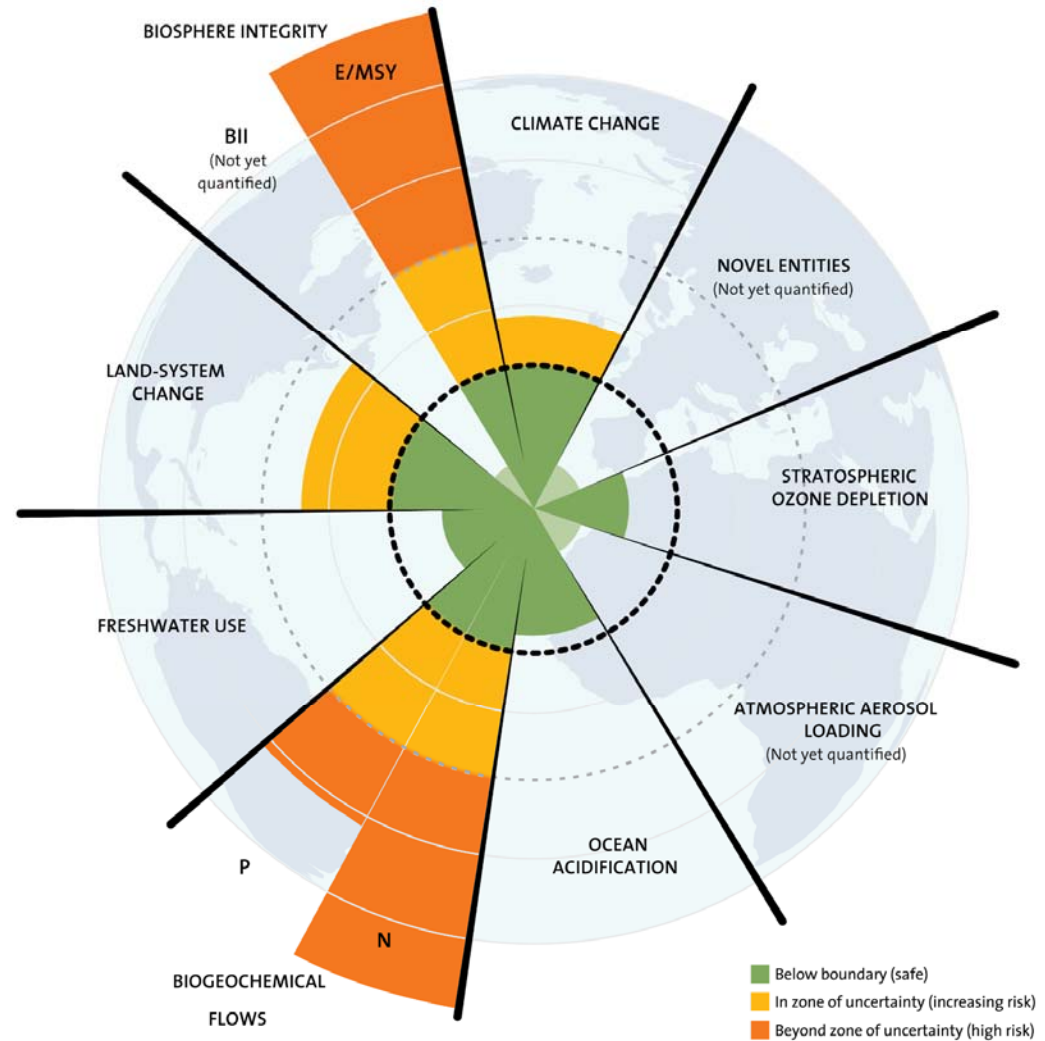 BIOSPHERE INTEGRITY
E/MSY
BII
(Not yet
quantified)
CLIMATE CHANGE
NOVEL ENTITIES
(Not yet quantified)
LAND-SYSTEM
CHANGE
STRATOSPHERIC
OZONE DEPLETION
FRESHWATER USE
ATMOSPHERIC AEROSOL
LOADING
(Not yet quantified)
OCEAN
ACIDIFICATION
P
N
BIOGEOCHEMICAL
FLOWS
Below boundary (safe)
In zone of uncertainty (increasing risk)
Beyond zone of uncertainty (high risk)